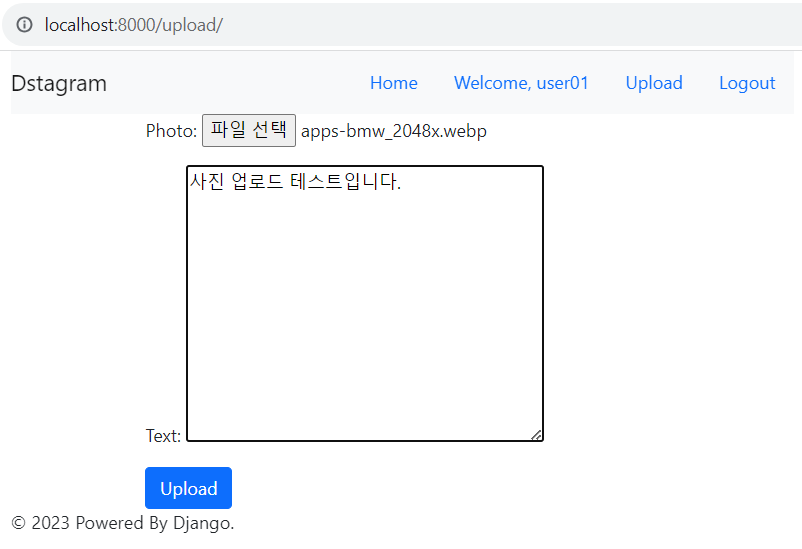 localhost:8000/upload/
Dstagram Home Welcome, user01 Upload Logout
Photo: 파일 선택 apps-bmw_2048x.webp
사진 업로드 테스트입니다.
Text:
Upload
© 2023 Powered By Django.